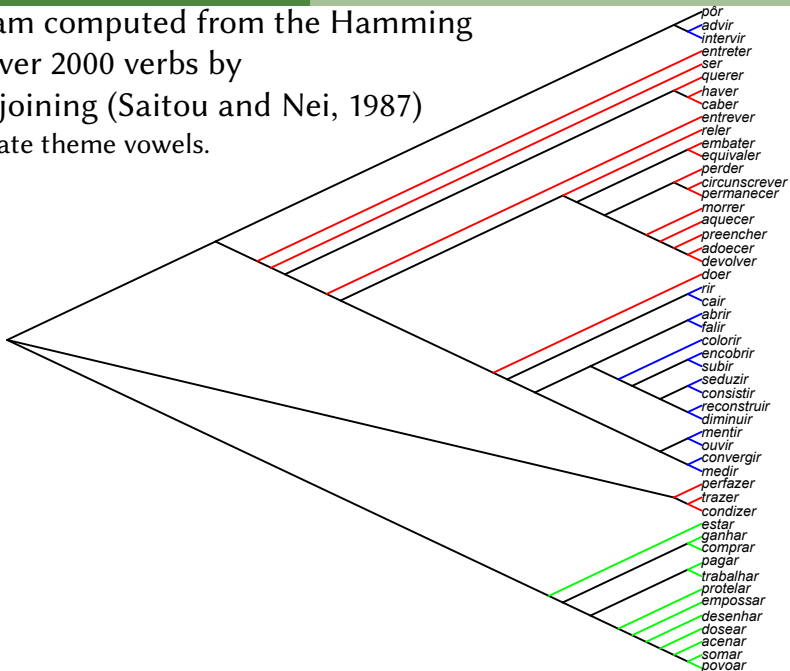 am computed from the Hamming
ver 2000 verbs by
joining (Saitou and Nei, 1987)
ate theme vowels.
pôr
advir
intervir
entreter
ser
querer
haver
caber
entrever
reler
embater
equivaler
perder
circunscrever
permanecer
morrer
aquecer
preencher
adoecer
devolver
doer
rir
cair
abrir
falir
colorir
encobrir
subir
seduzir
consistir
reconstruir
diminuir
mentir
ouvir
convergir
medir
perfazer
trazer
condizer
estar
ganhar
comprar
pagar
trabalhar
protelar
empossar
desenhar
dosear
acenar
somar
povoar